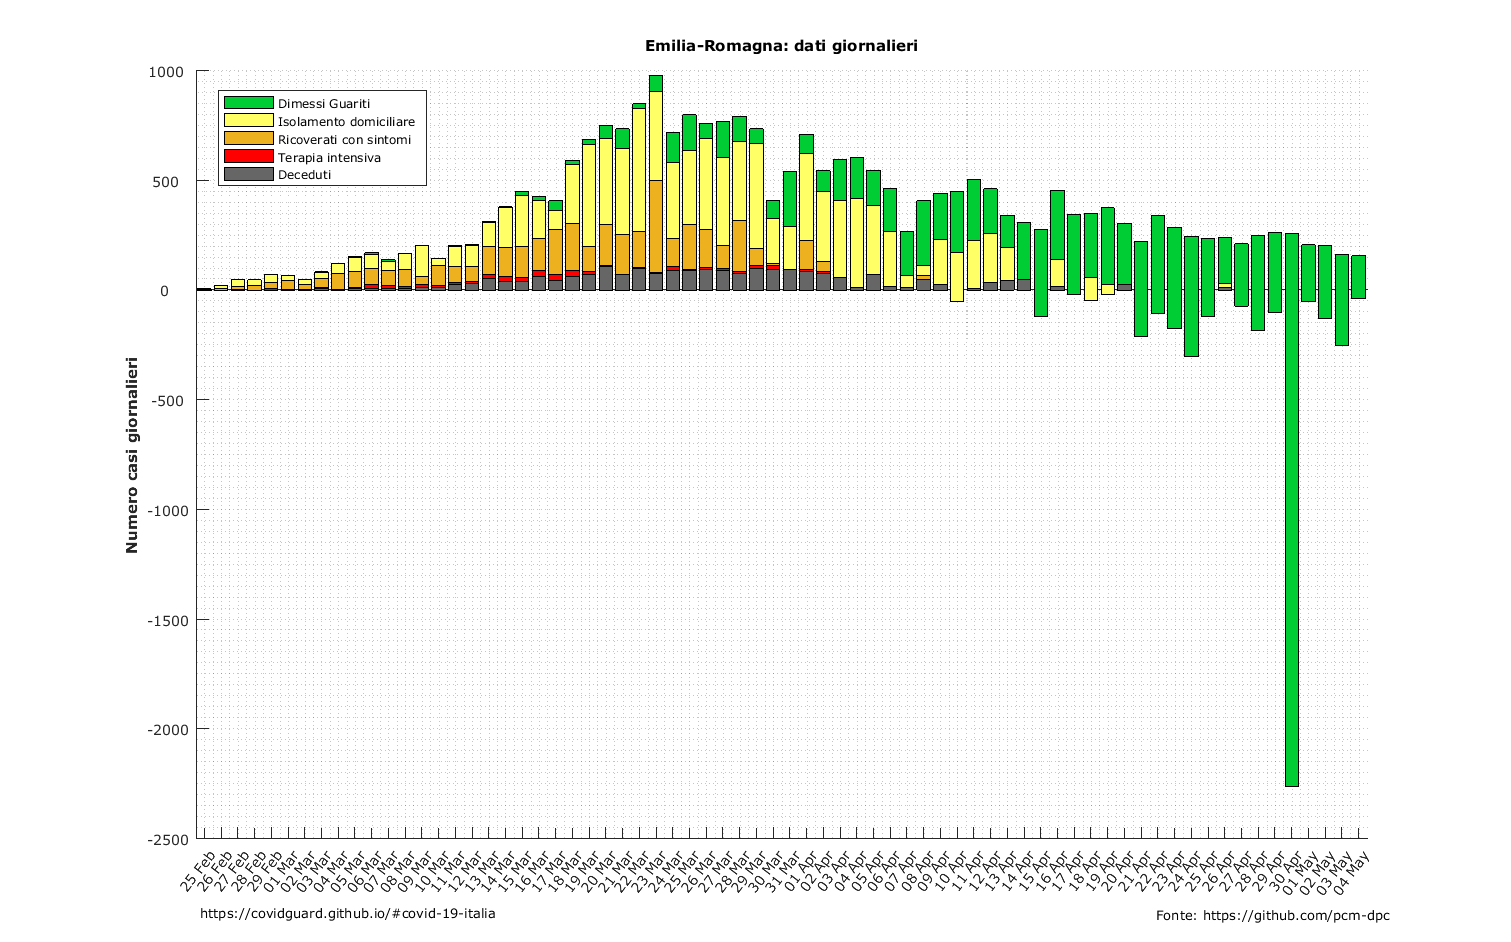 Emilia-Romagna: dati giornalieri
1000
500
0
-500
-1000
-1500
-2000
-2500
Numero casi giornalieri
Dimessi Guariti
Isolamento domiciliare
Ricoverati con sintomi
Terapia intensiva
Deceduti
25 Feb
26 Feb
27 Feb
28 Feb
29 Feb
01 Mar
02 Mar
03 Mar
04 Mar
05 Mar
06 Mar
07 Mar
08 Mar
09 Mar
10 Mar
11 Mar
12 Mar
13 Mar
14 Mar
15 Mar
16 Mar
17 Mar
18 Mar
19 Mar
20 Mar
21 Mar
22 Mar
23 Mar
24 Mar
25 Mar
26 Mar
27 Mar
28 Mar
29 Mar
30 Mar
31 Mar
01 Apr
02 Apr
03 Apr
04 Apr
05 Apr
06 Apr
07 Apr
08 Apr
09 Apr
10 Apr
11 Apr
12 Apr
13 Apr
14 Apr
15 Apr
16 Apr
17 Apr
18 Apr
19 Apr
20 Apr
21 Apr
22 Apr
23 Apr
24 Apr
25 Apr
26 Apr
27 Apr
28 Apr
29 Apr
30 Apr
01 May
02 May
03 May
04 May
https://covidguard.github.io/#covid-19-italia
Fonte: https://github.com/pcm-dpc